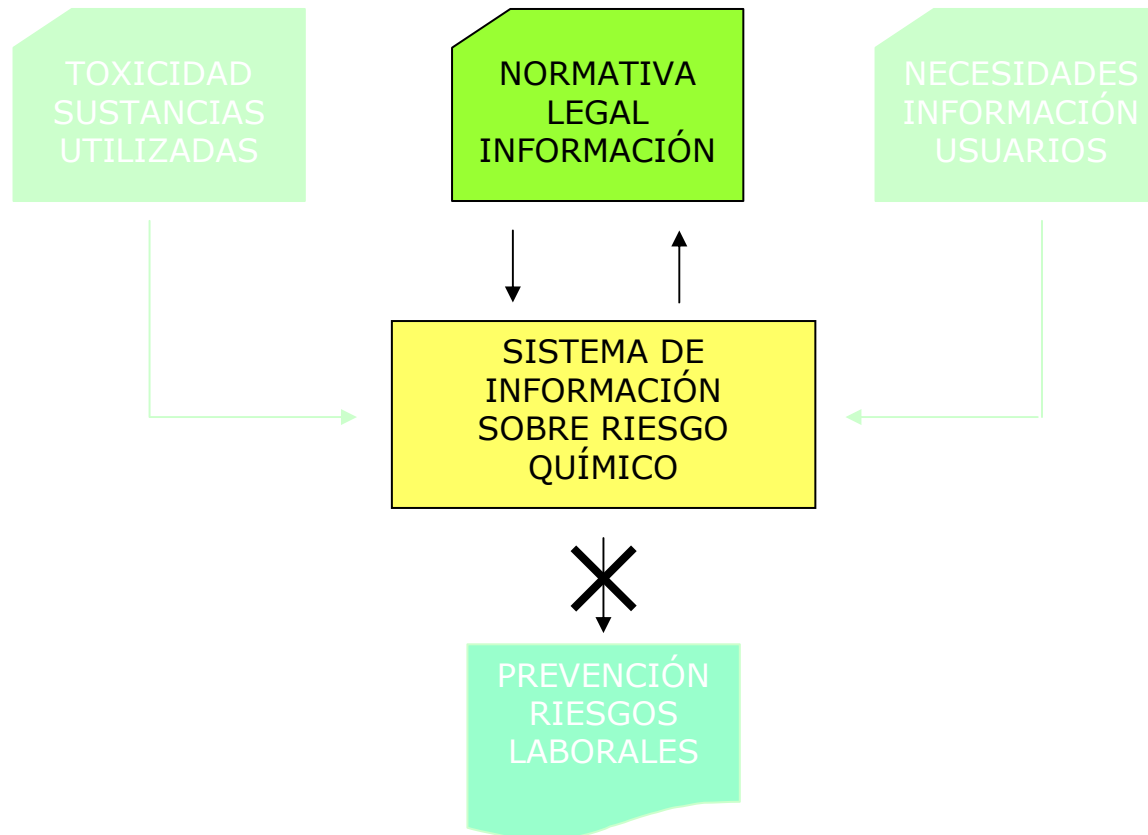 TOXICIDAD
SUSTANCIAS
UTILIZADAS
NORMATIVA
LEGAL
INFORMACIÓN
NECESIDADES
INFORMACIÓN
USUARIOS
SISTEMA DE
INFORMACIÓN
SOBRE RIESGO
QUÍMICO
PREVENCIÓN
RIESGOS
LABORALES